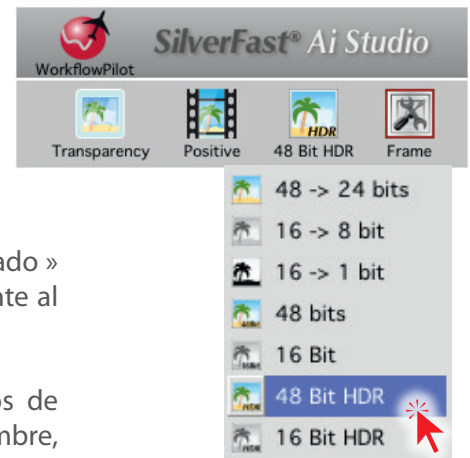 SilverFast® Ai Studio
WorkflowPilot
Transparency Positive 48 Bit HDR Frame
HDR
48 -> 24 bits
16 -> 8 bit
16 -> 1 bit
48 bits
16 Bit
48 Bit HDR
16 Bit HDR
ado »
nte al
os de
mbre,